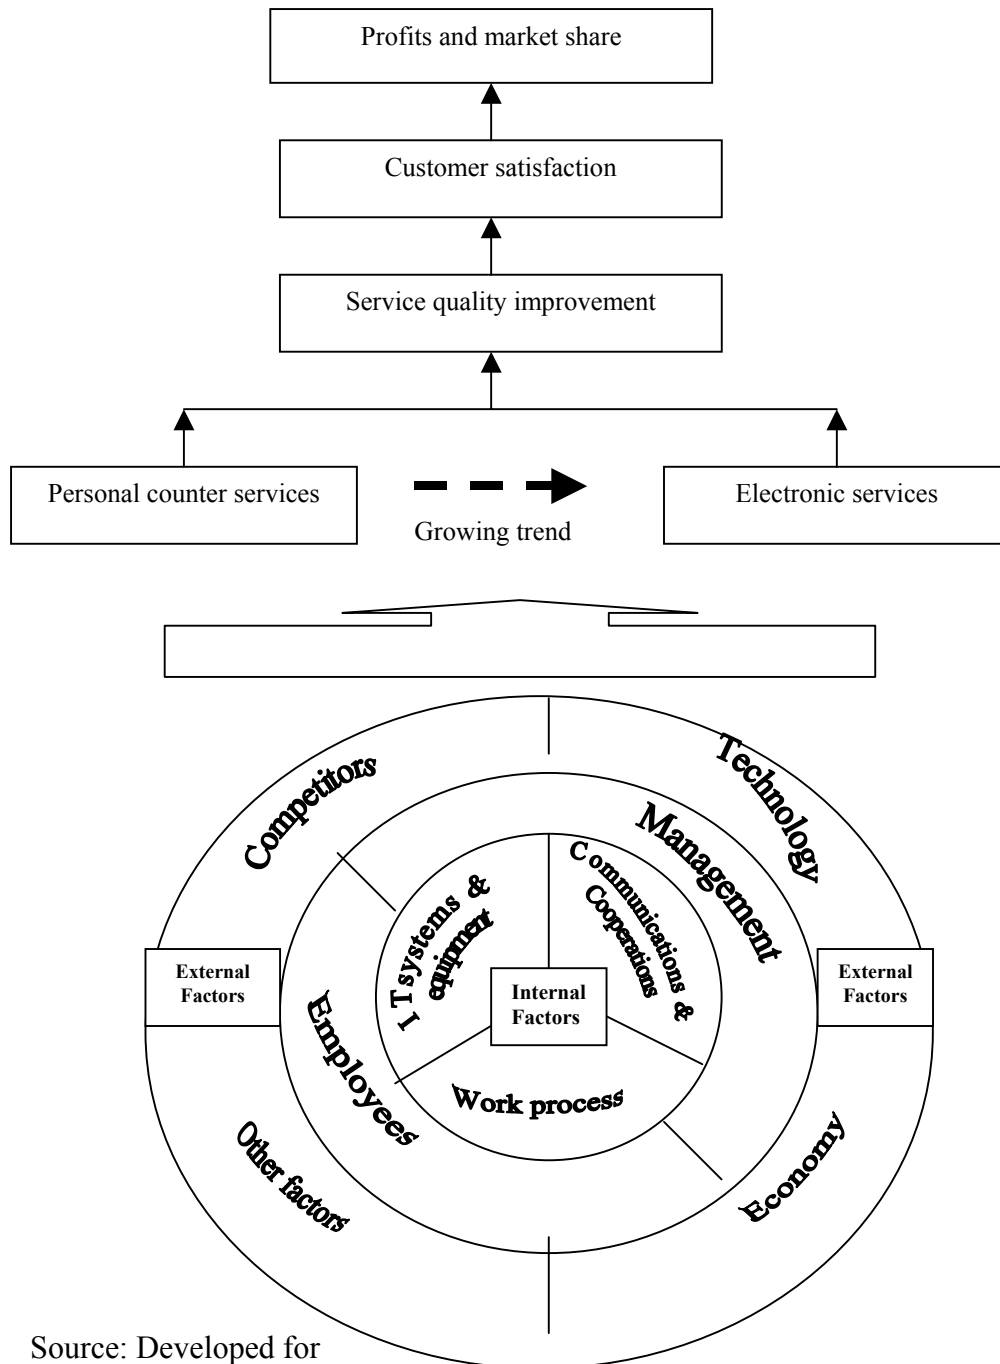 Profits and market share
Customer satisfaction
Service quality improvement
Personal counter services
Electronic services
Growing trend
Competitors
Technology
Management
IT systems &
equipment
Communications &
Cooperations
External
Factors
Internal
Factors
External
Factors
Employees
Work process
Other factors
Economy
Source: Developed for